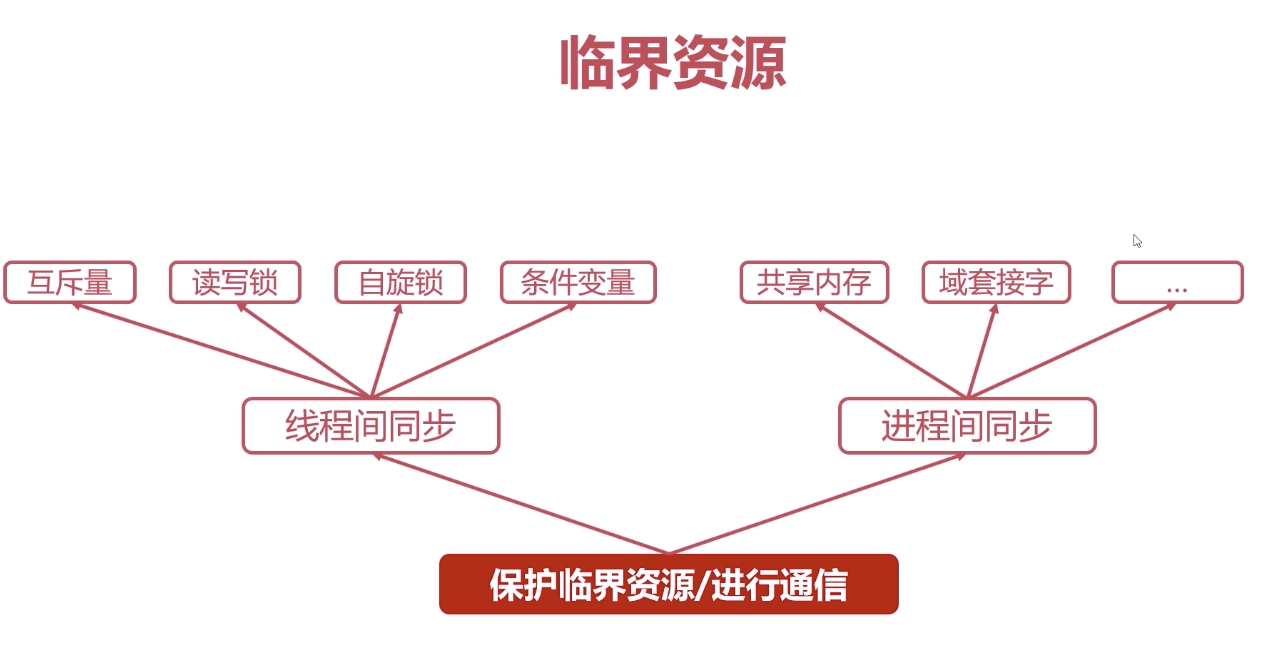 临界资源
互斥量
读写锁
自旋锁
条件变量
共享内存
域套接字
...
线程间同步
进程间同步
保护临界资源/进行通信